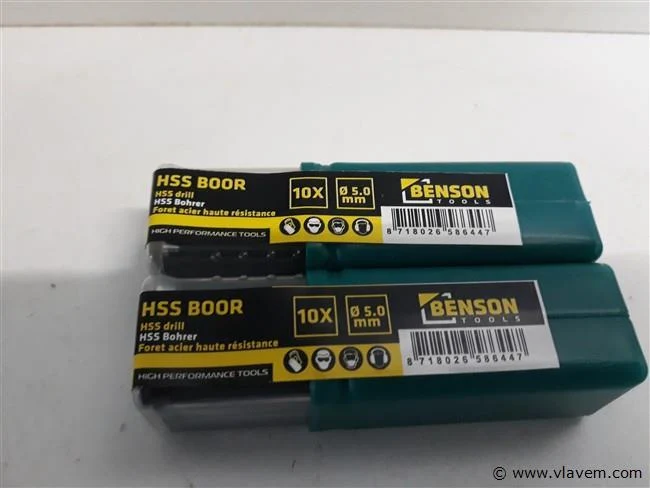 HSS BOOR
HSS drill
HSS Bohrer
Foret acier haute résistance
HIGH PERFORMANCE TOOLS
10X
Ø 5.0
mm
BENSON
TOOLS
8 718026 586447
HSS BOOR
HSS drill
HSS Bohrer
Foret acier haute résistance
HIGH PERFORMANCE TOOLS
10X
Ø 5.0
mm
BENSON
TOOLS
8 718026 586447
© www.vlavem.com